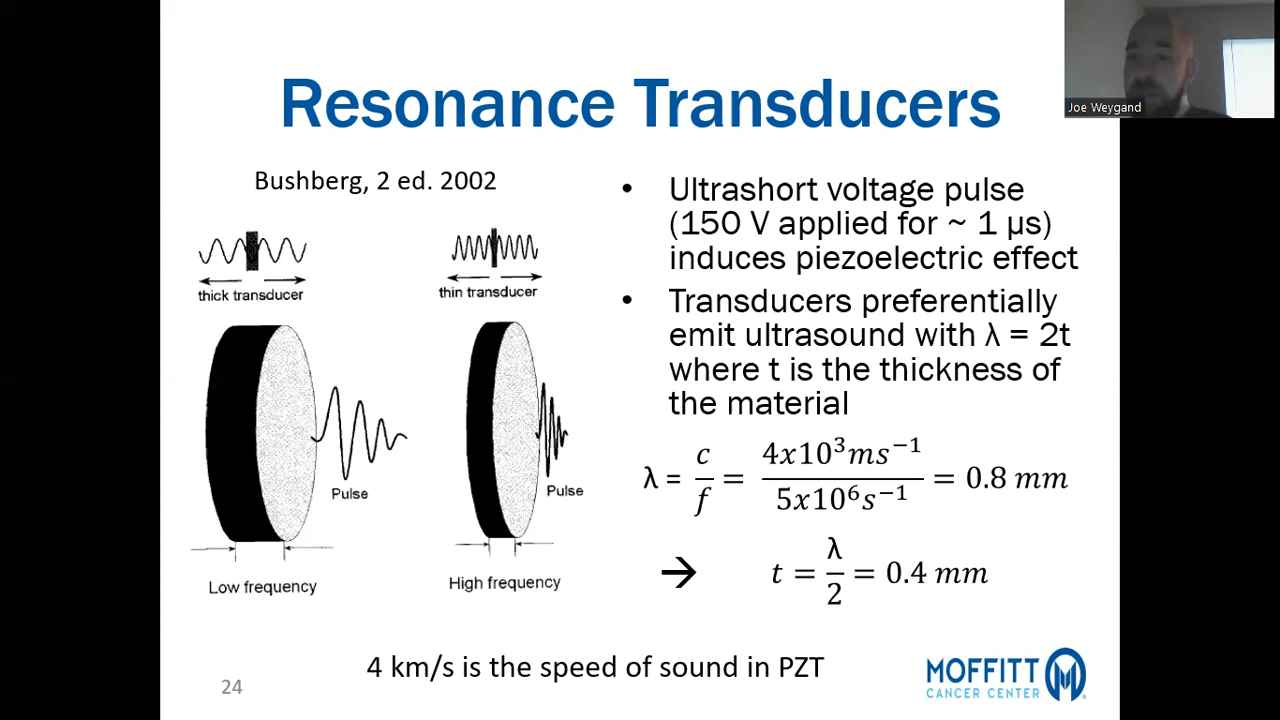 Joe Weygand
Resonance Transducers
Bushberg, 2 ed. 2002
thick transducer
thin transducer
Pulse
Pulse
Low frequency
High frequency
• Ultrashort voltage pulse
(150 V applied for ~ 1 µs)
induces piezoelectric effect
• Transducers preferentially
emit ultrasound with λ = 2t
where t is the thickness of
the material
λ = c/f = 4x10³ms⁻¹/5x10⁶s⁻¹ = 0.8 mm
→ t = λ/2 = 0.4 mm
4 km/s is the speed of sound in PZT
24
MOFFITT
CANCER CENTER